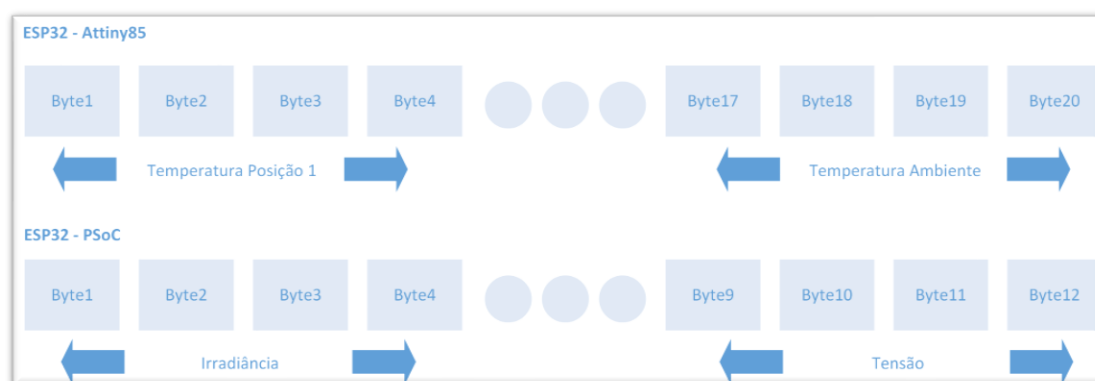 ESP32 - Attiny85
Byte1 Byte2 Byte3 Byte4 Byte17 Byte18 Byte19 Byte20
Temperatura Posição 1 Temperatura Ambiente
ESP32 - PSoC
Byte1 Byte2 Byte3 Byte4 Byte9 Byte10 Byte11 Byte12
Irradiância Tensão